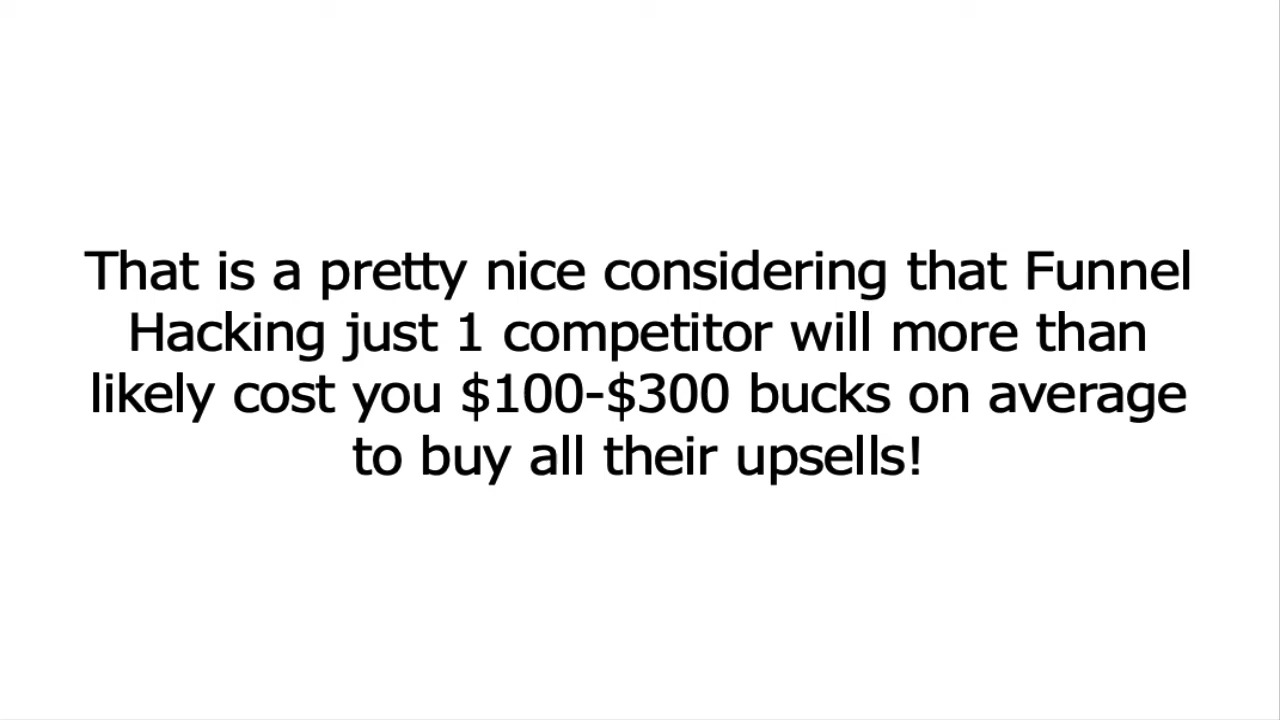 That is a pretty nice considering that Funnel
Hacking just 1 competitor will more than
likely cost you $100-$300 bucks on average
to buy all their upsells!